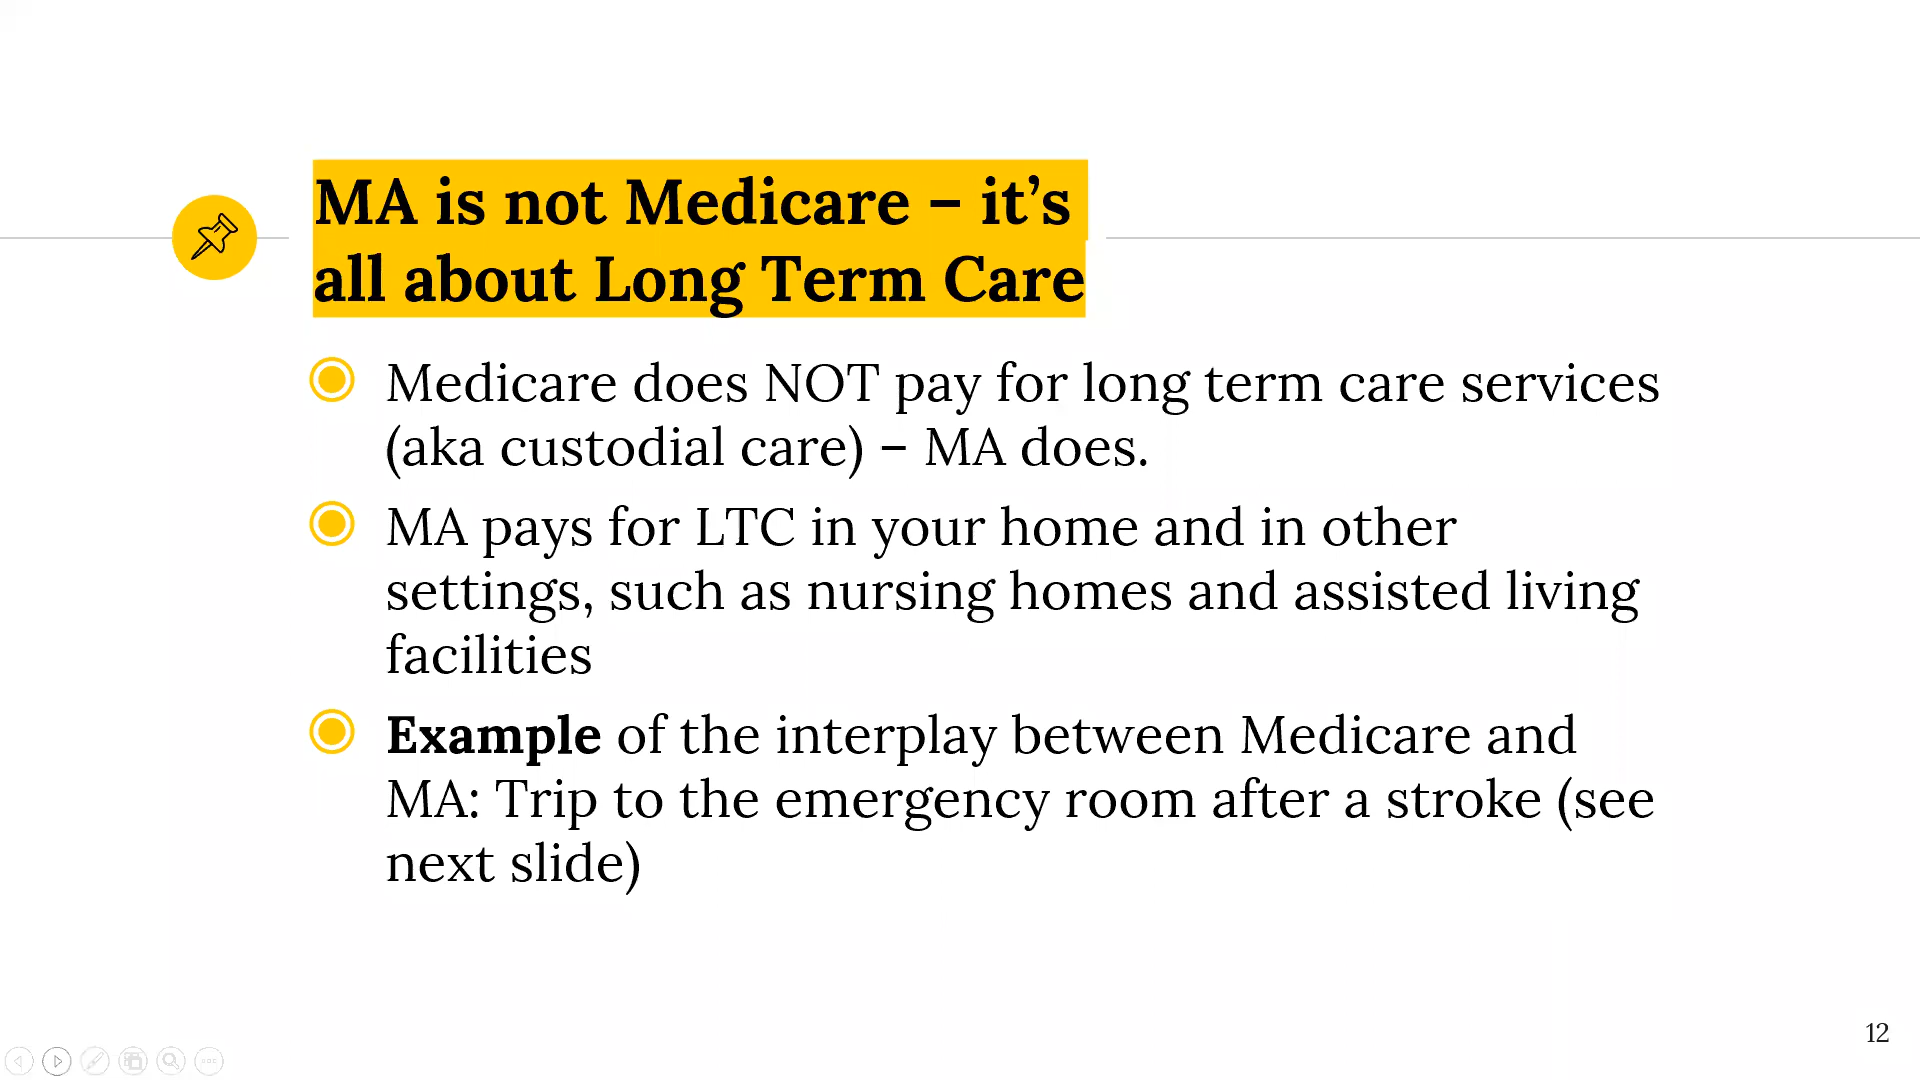 MA is not Medicare – it’s
all about Long Term Care
Medicare does NOT pay for long term care services
(aka custodial care) – MA does.
MA pays for LTC in your home and in other
settings, such as nursing homes and assisted living
facilities
Example of the interplay between Medicare and
MA: Trip to the emergency room after a stroke (see
next slide)
12